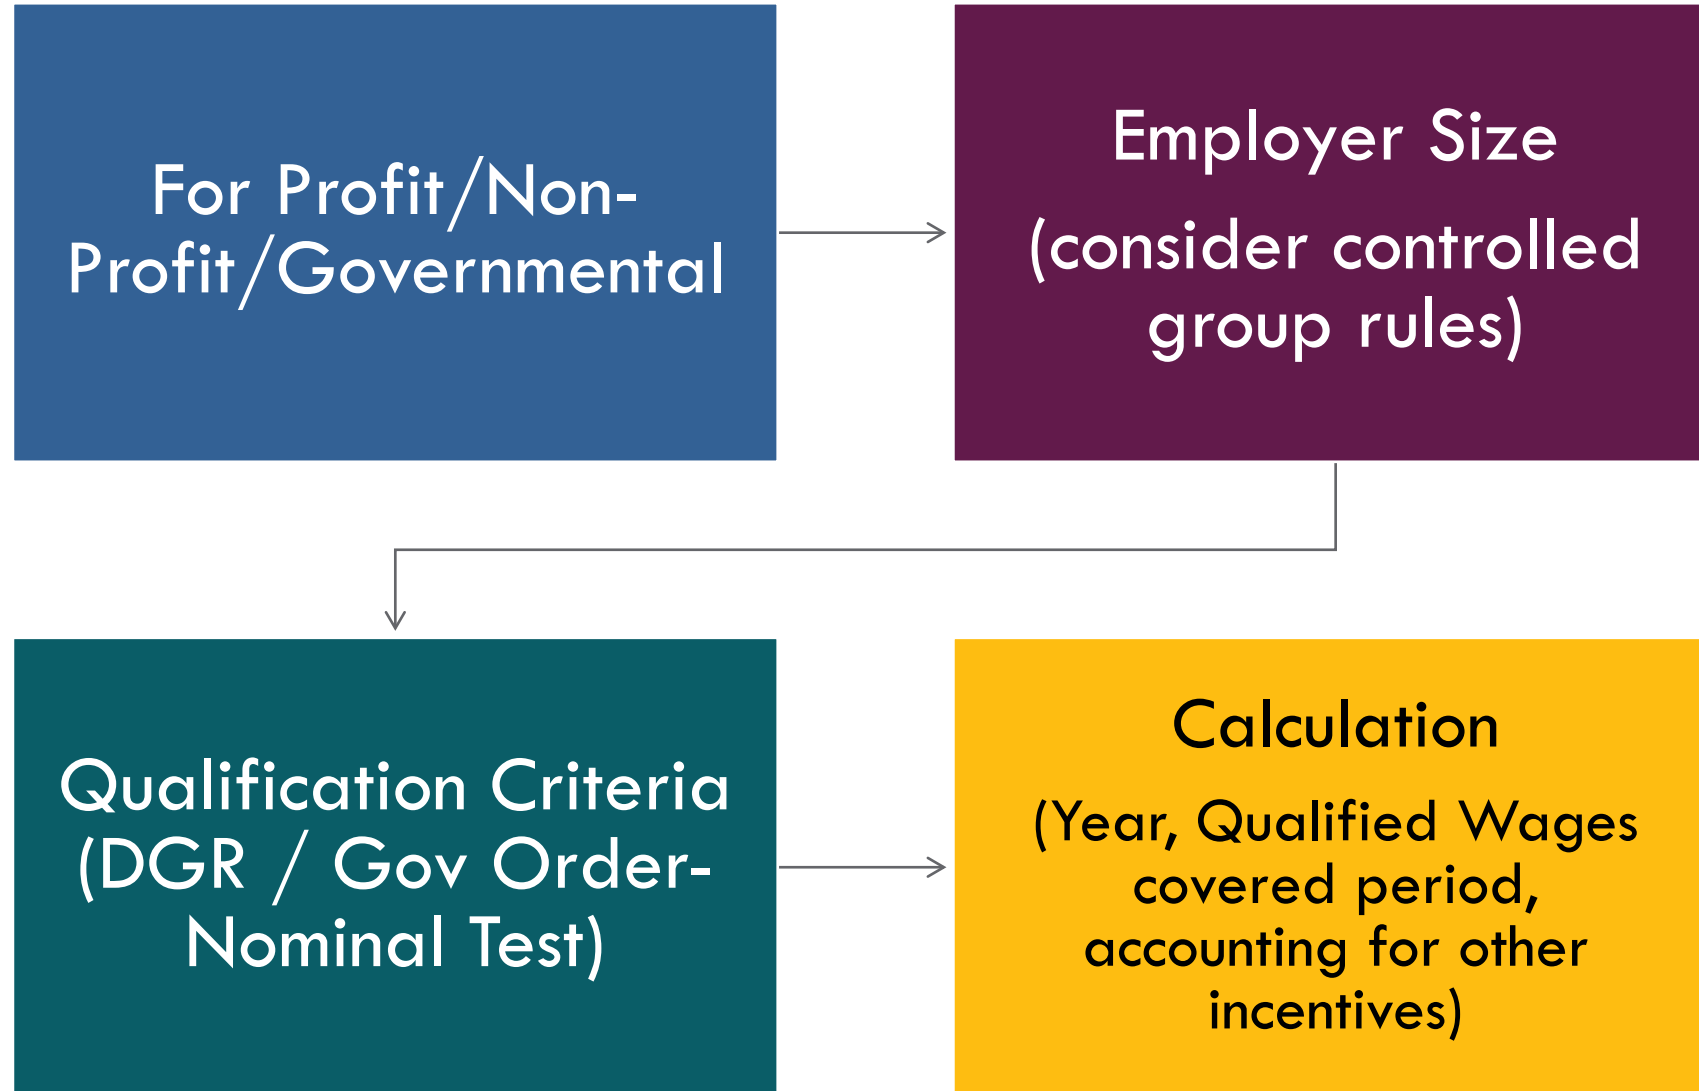 For Profit/Non-
Profit/Governmental
Employer Size
(consider controlled
group rules)
Qualification Criteria
(DGR / Gov Order-
Nominal Test)
Calculation
(Year, Qualified Wages
covered period,
accounting for other
incentives)